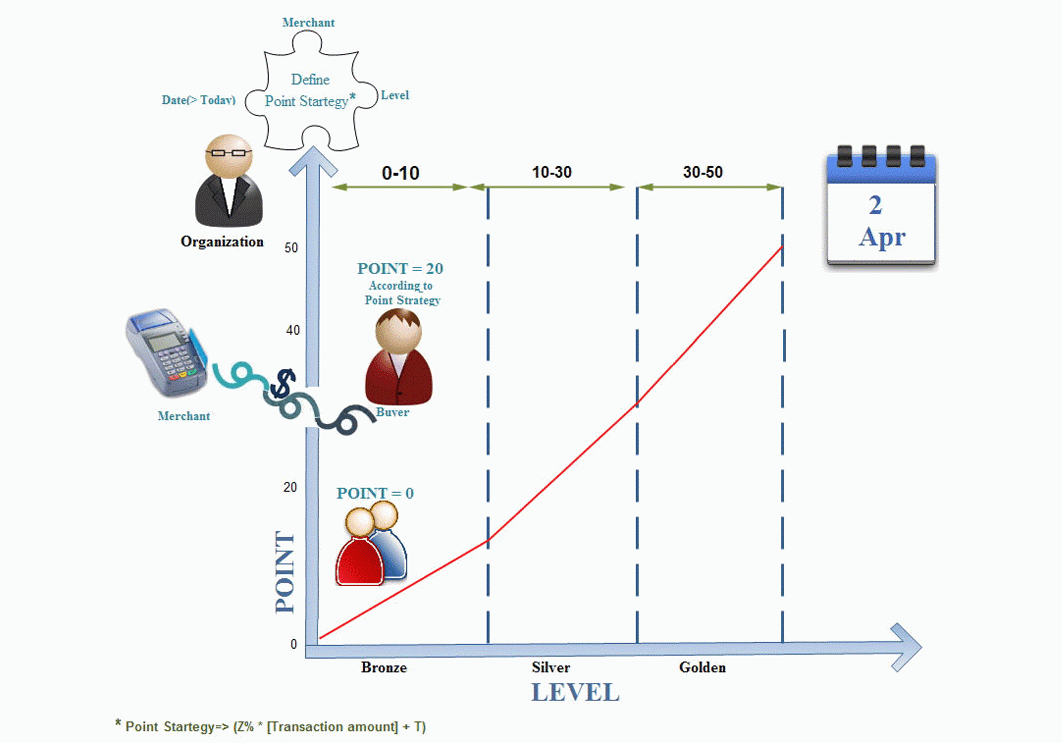 Merchant
Define
Point Startegy*
Date(> Today)
Level
Organization
0-10
10-30
30-50
2
Apr
50
POINT = 20
According to
Point Strategy
40
$
Merchant
Buyer
20
POINT = 0
POINT
0
Bronze
Silver
Golden
LEVEL
* Point Startegy=> (Z% * [Transaction amount] + T)